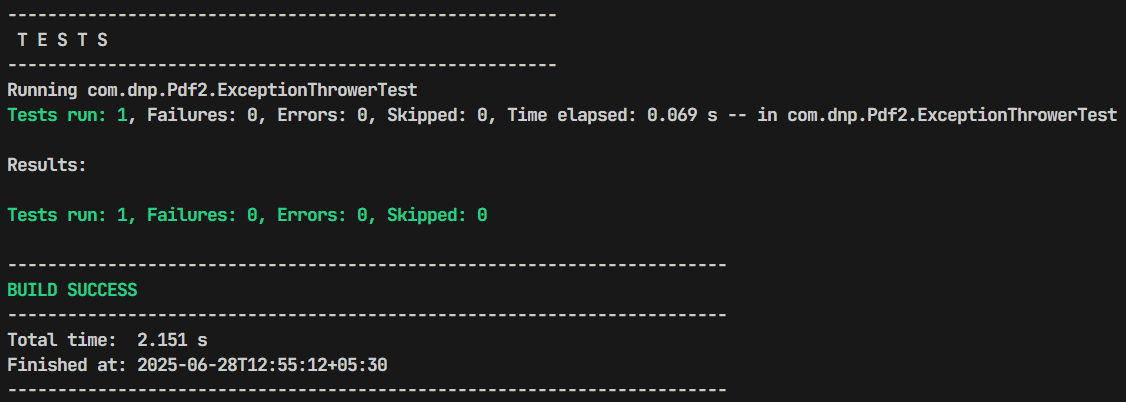 -------------------------------------------------------
 T E S T S
-------------------------------------------------------
Running com.dnp.Pdf2.ExceptionThrowerTest
Tests run: 1, Failures: 0, Errors: 0, Skipped: 0, Time elapsed: 0.069 s -- in com.dnp.Pdf2.ExceptionThrowerTest
Results:
Tests run: 1, Failures: 0, Errors: 0, Skipped: 0
------------------------------------------------------------------------
BUILD SUCCESS
------------------------------------------------------------------------
Total time:  2.151 s
Finished at: 2025-06-28T12:55:12+05:30
------------------------------------------------------------------------